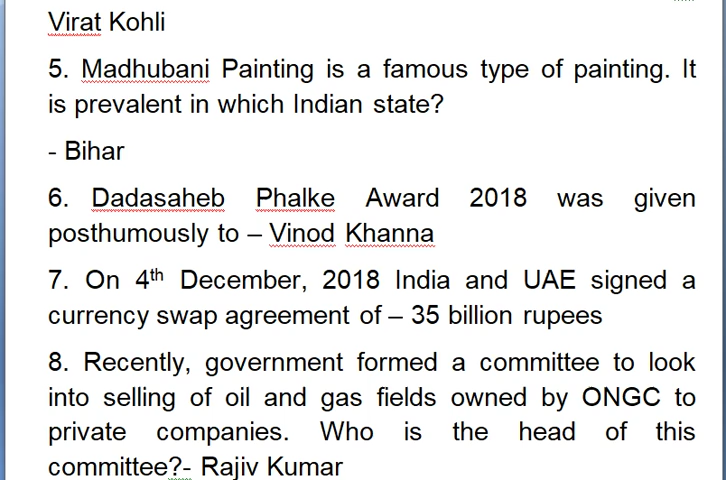 Virat Kohli
5. Madhubani Painting is a famous type of painting. It
is prevalent in which Indian state?
- Bihar
6. Dadasaheb Phalke Award 2018 was given
posthumously to – Vinod Khanna
7. On 4th December, 2018 India and UAE signed a
currency swap agreement of – 35 billion rupees
8. Recently, government formed a committee to look
into selling of oil and gas fields owned by ONGC to
private companies. Who is the head of this
committee?- Rajiv Kumar